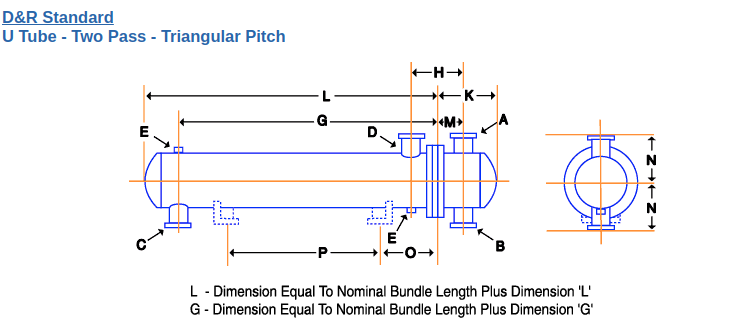 D&R Standard
U Tube - Two Pass - Triangular Pitch
H
L
K
G
M
A
E
D
N
N
C
E
B
P
O
L - Dimension Equal To Nominal Bundle Length Plus Dimension 'L'
G - Dimension Equal To Nominal Bundle Length Plus Dimension 'G'